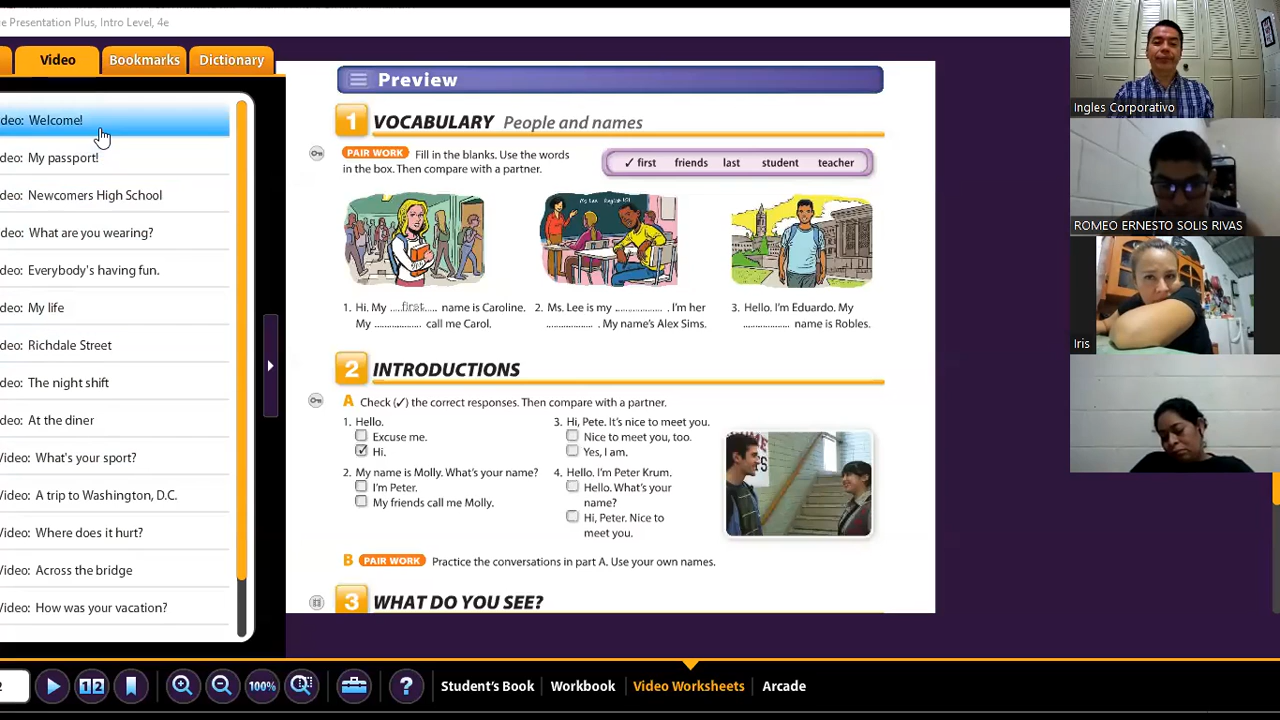 e Presentation Plus, Intro Level, 4e
Video
Bookmarks
Dictionary
deo: Welcome!
deo: My passport!
deo: Newcomers High School
deo: What are you wearing?
deo: Everybody's having fun.
deo: My life
deo: Richdale Street
deo: The night shift
deo: At the diner
Video: What's your sport?
Video: A trip to Washington, D.C.
Video: Where does it hurt?
Video: Across the bridge
Video: How was your vacation?
Preview
1 VOCABULARY People and names
PAIR WORK Fill in the blanks. Use the words
in the box. Then compare with a partner.
✓ first friends last student teacher
1. Hi. My .....first..... name is Caroline.
My .................. call me Carol.
2. Ms. Lee is my .................. . I'm her
.................. . My name's Alex Sims.
3. Hello. I'm Eduardo. My
.................. name is Robles.
2 INTRODUCTIONS
A Check (✓) the correct responses. Then compare with a partner.
1. Hello.
Excuse me.
✓ Hi.
2. My name is Molly. What's your name?
I'm Peter.
My friends call me Molly.
3. Hi, Pete. It's nice to meet you.
Nice to meet you, too.
Yes, I am.
4. Hello. I'm Peter Krum.
Hello. What's your
name?
Hi, Peter. Nice to
meet you.
B PAIR WORK Practice the conversations in part A. Use your own names.
3 WHAT DO YOU SEE?
2
12
100%
?
Student's Book
Workbook
Video Worksheets
Arcade
Ingles Corporativo
ROMEO ERNESTO SOLIS RIVAS
Iris